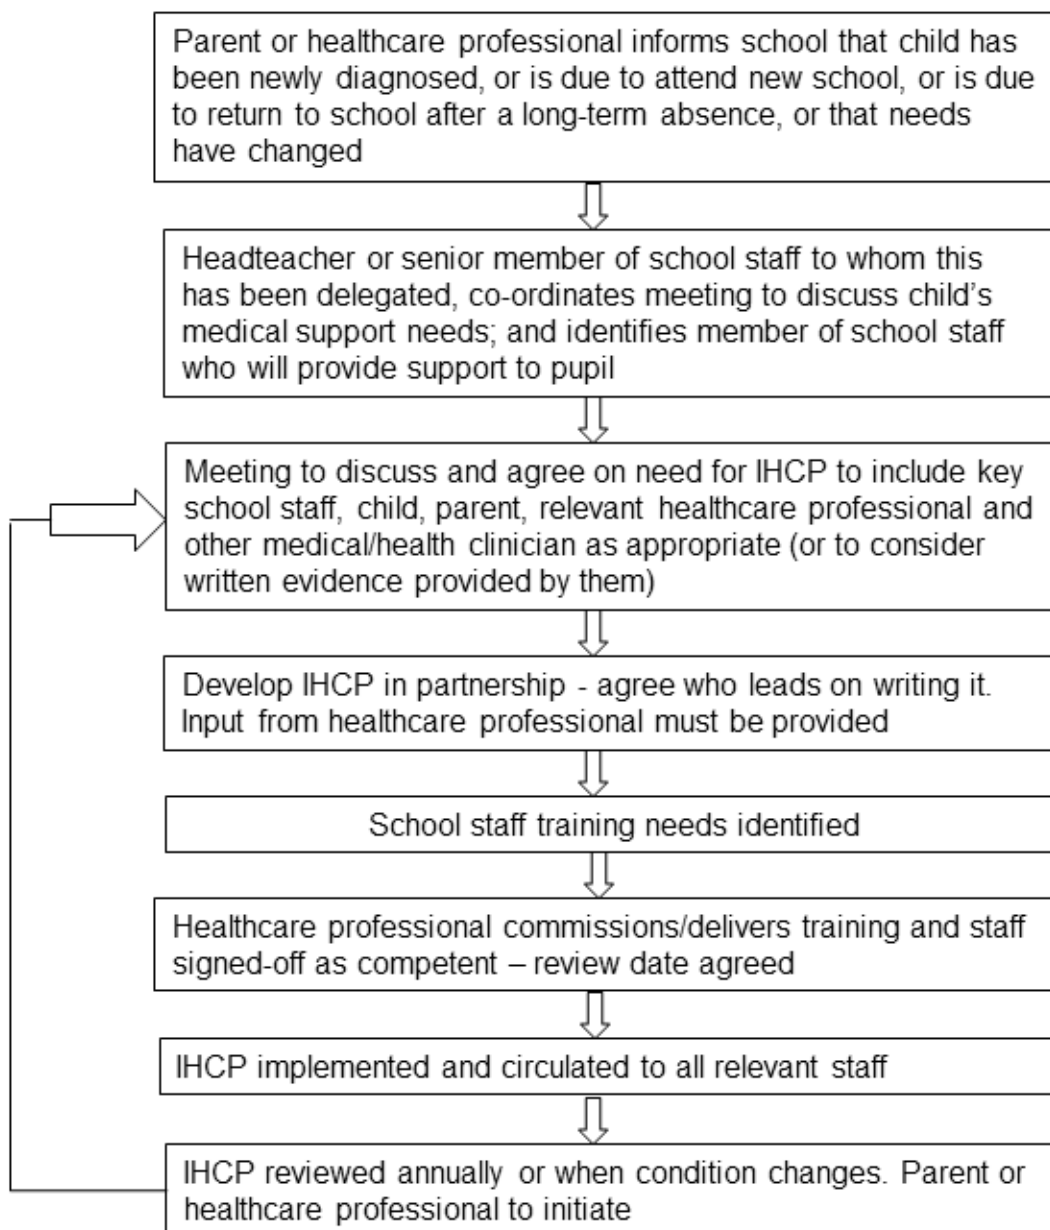 Parent or healthcare professional informs school that child has
been newly diagnosed, or is due to attend new school, or is due
to return to school after a long-term absence, or that needs
have changed
Headteacher or senior member of school staff to whom this
has been delegated, co-ordinates meeting to discuss child’s
medical support needs; and identifies member of school staff
who will provide support to pupil
Meeting to discuss and agree on need for IHCP to include key
school staff, child, parent, relevant healthcare professional and
other medical/health clinician as appropriate (or to consider
written evidence provided by them)
Develop IHCP in partnership - agree who leads on writing it.
Input from healthcare professional must be provided
School staff training needs identified
Healthcare professional commissions/delivers training and staff
signed-off as competent – review date agreed
IHCP implemented and circulated to all relevant staff
IHCP reviewed annually or when condition changes. Parent or
healthcare professional to initiate